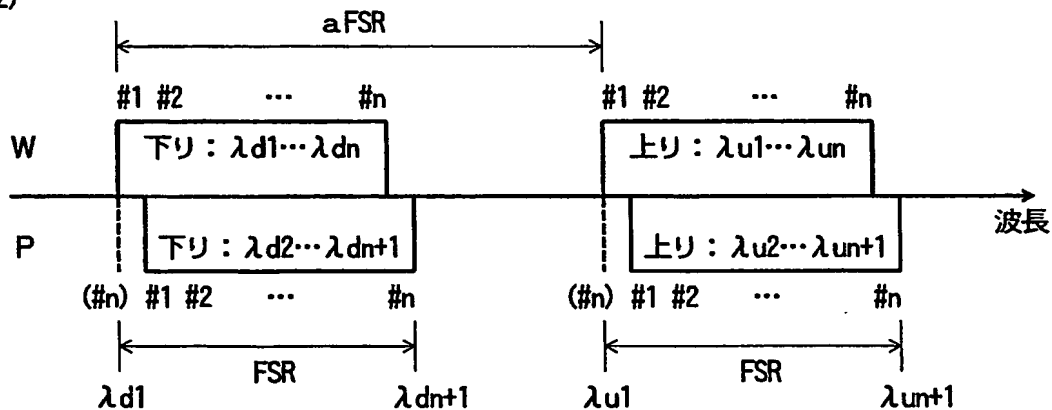 2)
aFSR
#1 #2 ... #n #1 #2 ... #n
W 下り：λd1…λdn 上り：λu1…λun
波長
P 下り：λd2…λdn+1 上り：λu2…λun+1
(#n) #1 #2 ... #n (#n) #1 #2 ... #n
FSR FSR
λd1 λdn+1 λu1 λun+1